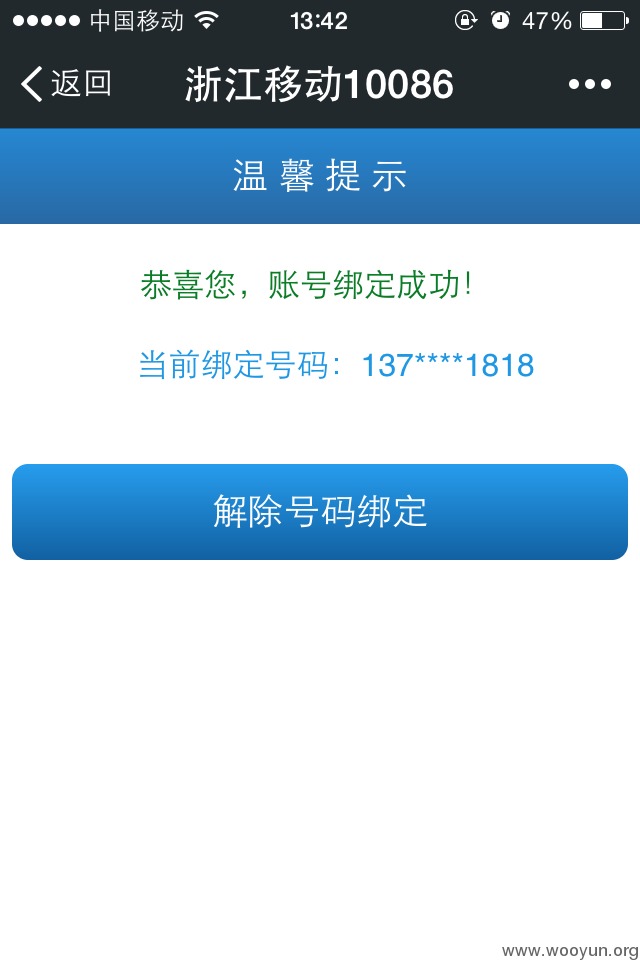 中国移动 13:42 47%
返回 浙江移动10086
温馨提示
恭喜您，账号绑定成功！
当前绑定号码：137****1818
解除号码绑定
www.wooyun.org